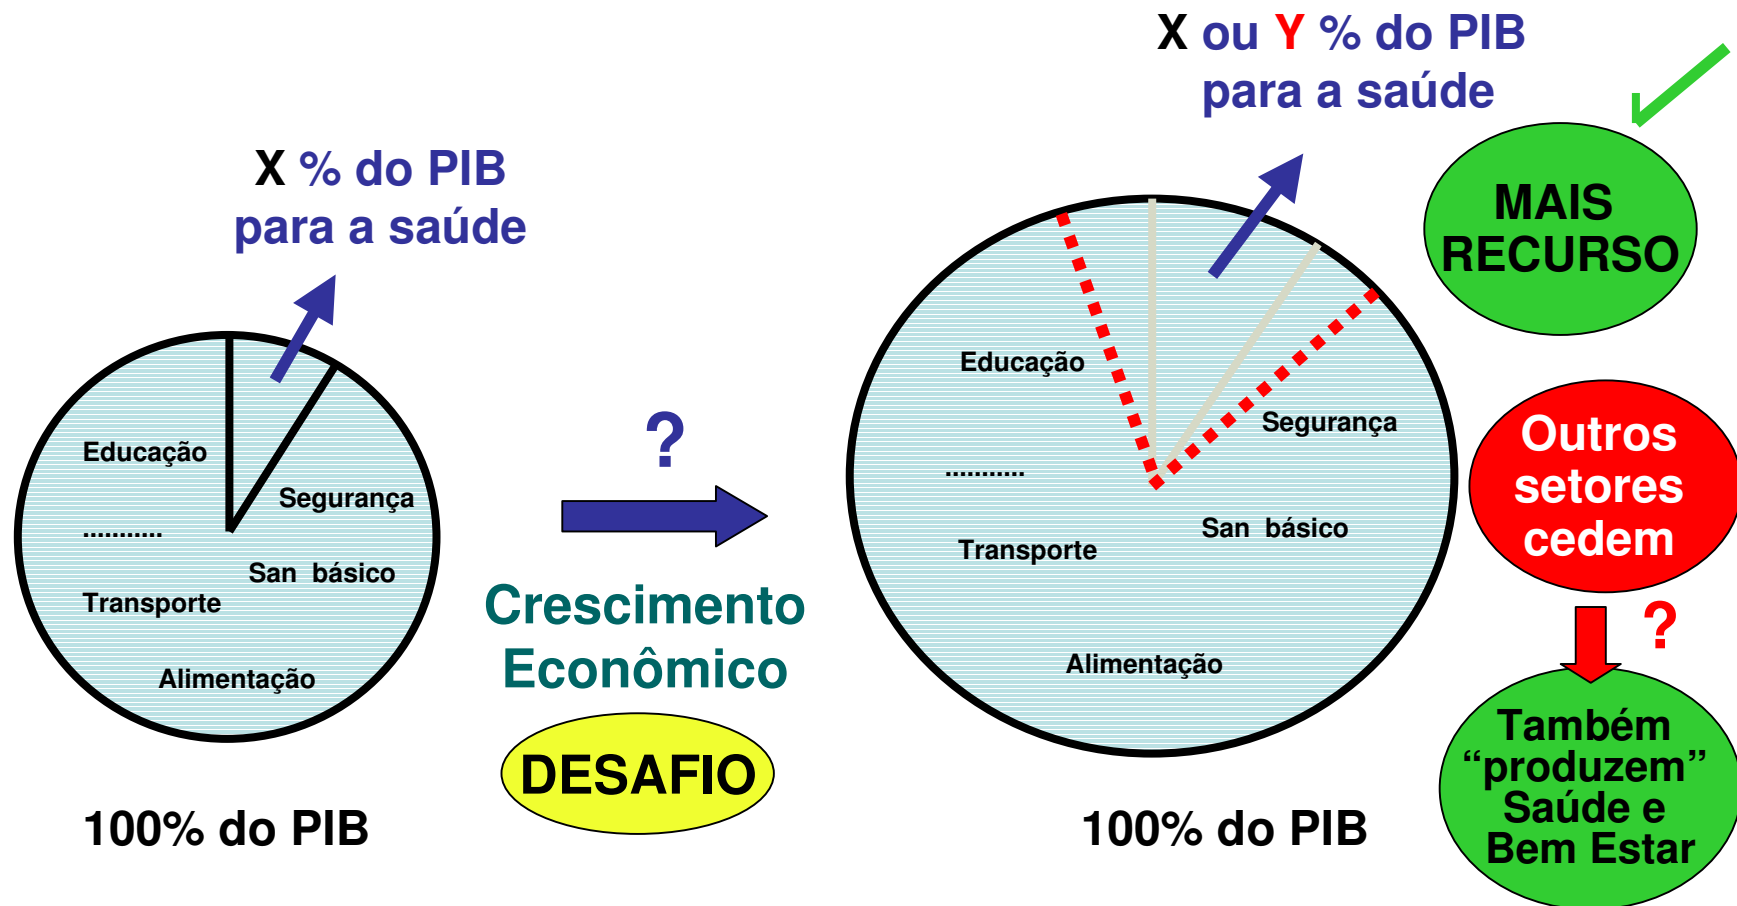 X % do PIB
para a saúde
Educação
Segurança
...........
San básico
Transporte
Alimentação
100% do PIB
?
Crescimento
Econômico
DESAFIO
X ou Y % do PIB
para a saúde
Educação
Segurança
...........
San básico
Transporte
Alimentação
100% do PIB
MAIS
RECURSO
Outros
setores
cedem
?
Também
“produzem”
Saúde e
Bem Estar